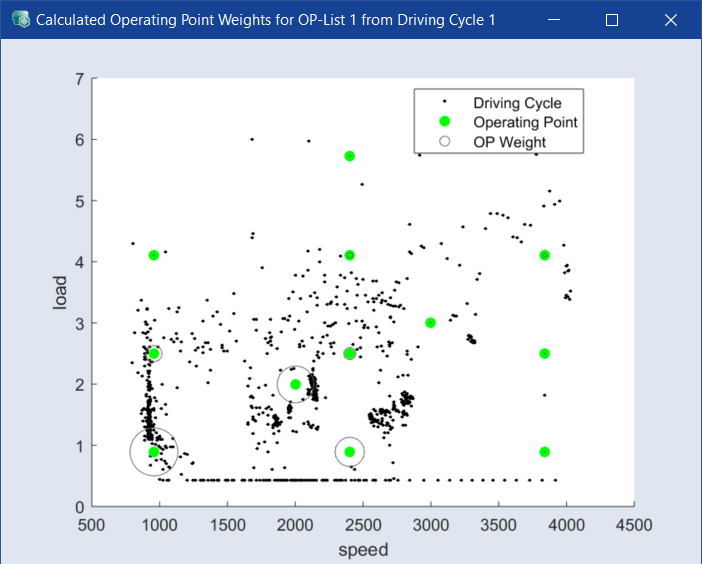 Calculated Operating Point Weights for OP-List 1 from Driving Cycle 1
7
6
5
4
3
2
1
0
load
Driving Cycle
Operating Point
OP Weight
500 1000 1500 2000 2500 3000 3500 4000 4500
speed